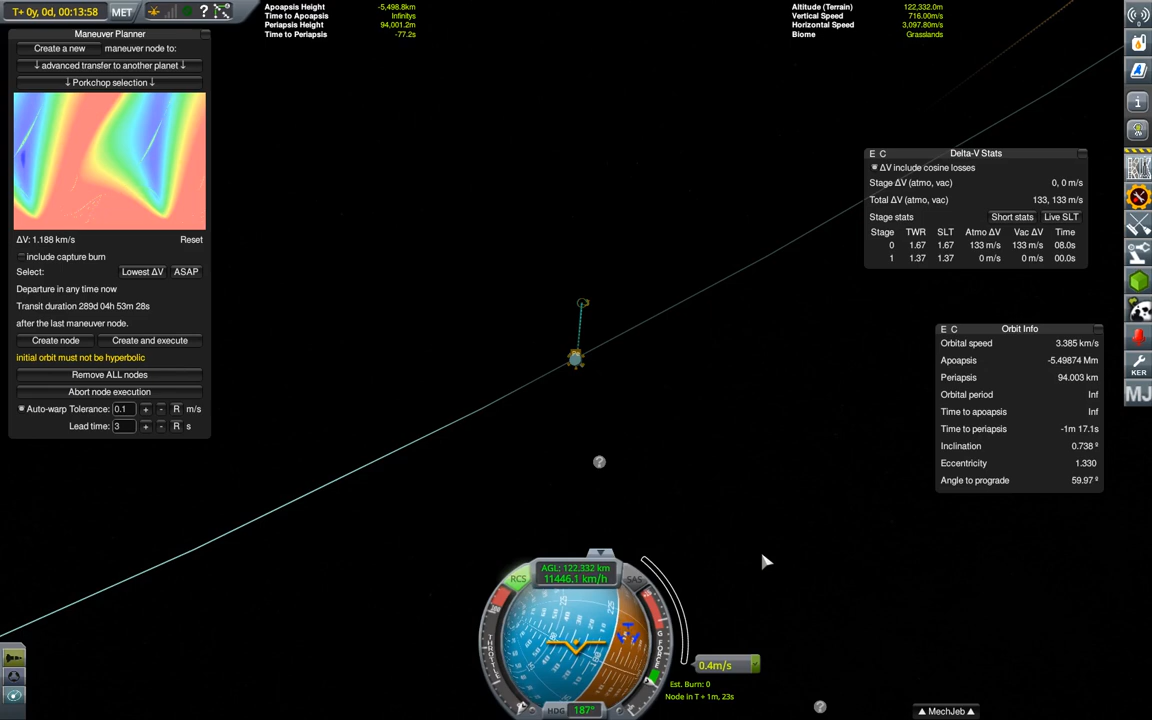 T+ 0y, 0d, 00:13:58 MET
?
Apoapsis Height -5,498.8km
Time to Apoapsis Infinitys
Periapsis Height 94,001.2m
Time to Periapsis -77.2s
Altitude (Terrain) 122,332.0m
Vertical Speed 716.00m/s
Horizontal Speed 3,097.80m/s
Biome Grasslands
Maneuver Planner
Create a new maneuver node to:
↓ advanced transfer to another planet ↓
↓ Porkchop selection ↓
ΔV: 1.188 km/s Reset
include capture burn
Select: Lowest ΔV ASAP
Departure in any time now
Transit duration 289d 04h 53m 28s
after the last maneuver node.
Create node Create and execute
initial orbit must not be hyperbolic
Remove ALL nodes
Abort node execution
Auto-warp Tolerance: 0.1 + - R m/s
Lead time: 3 + - R s
E C Delta-V Stats
ΔV include cosine losses
Stage ΔV (atmo, vac) 0, 0 m/s
Total ΔV (atmo, vac) 133, 133 m/s
Stage stats Short stats Live SLT
Stage TWR SLT Atmo ΔV Vac ΔV Time
0 1.67 1.67 133 m/s 133 m/s 08.0s
1 1.37 1.37 0 m/s 0 m/s 00.0s
E C Orbit Info
Orbital speed 3.385 km/s
Apoapsis -5.49874 Mm
Periapsis 94.003 km
Orbital period Inf
Time to apoapsis Inf
Time to periapsis -1m 17.1s
Inclination 0.738 º
Eccentricity 1.330
Angle to prograde 59.97 º
KER
MJ
Pe
?
AGL: 122.332 km
11446.1 km/h
RCS
SAS
THROTTLE
G FORCE
HDG 187°
0.4m/s
Est. Burn: 0
Node in T + 1m, 23s
?
▲ MechJeb ▲